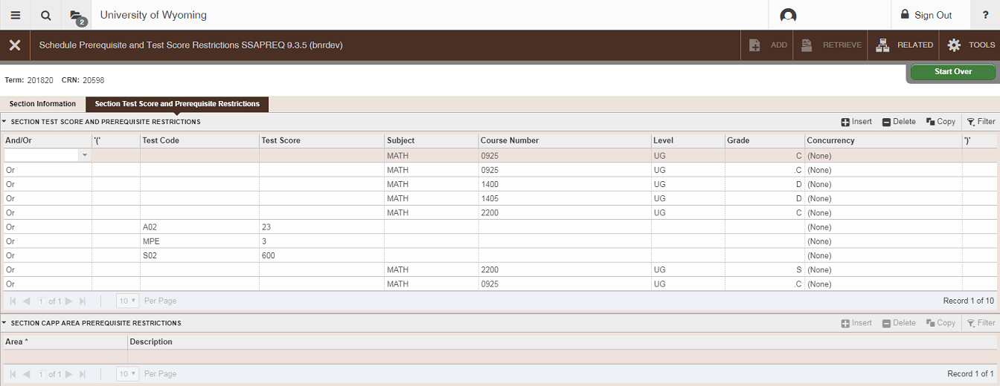 2 University of Wyoming Sign Out ?
Schedule Prerequisite and Test Score Restrictions SSAPREQ 9.3.5 (bnrdev) ADD RETRIEVE RELATED TOOLS
Start Over
Term: 201820 CRN: 20598
Section Information Section Test Score and Prerequisite Restrictions
SECTION TEST SCORE AND PREREQUISITE RESTRICTIONS Insert Delete Copy Filter
And/Or '(' Test Code Test Score Subject Course Number Level Grade Concurrency ')'
MATH 0925 UG C (None)
Or MATH 0925 UG .C (None)
Or MATH 1400 UG D (None)
Or MATH 1405 UG D (None)
Or MATH 2200 UG C (None)
Or A02 23 (None)
Or MPE 3 (None)
Or S02 600 (None)
Or MATH 2200 UG S (None)
Or MATH 0925 UG .C (None)
1 of 1 10 Per Page Record 1 of 10
SECTION CAPP AREA PREREQUISITE RESTRICTIONS Insert Delete Copy Filter
Area * Description
1 of 1 10 Per Page Record 1 of 1